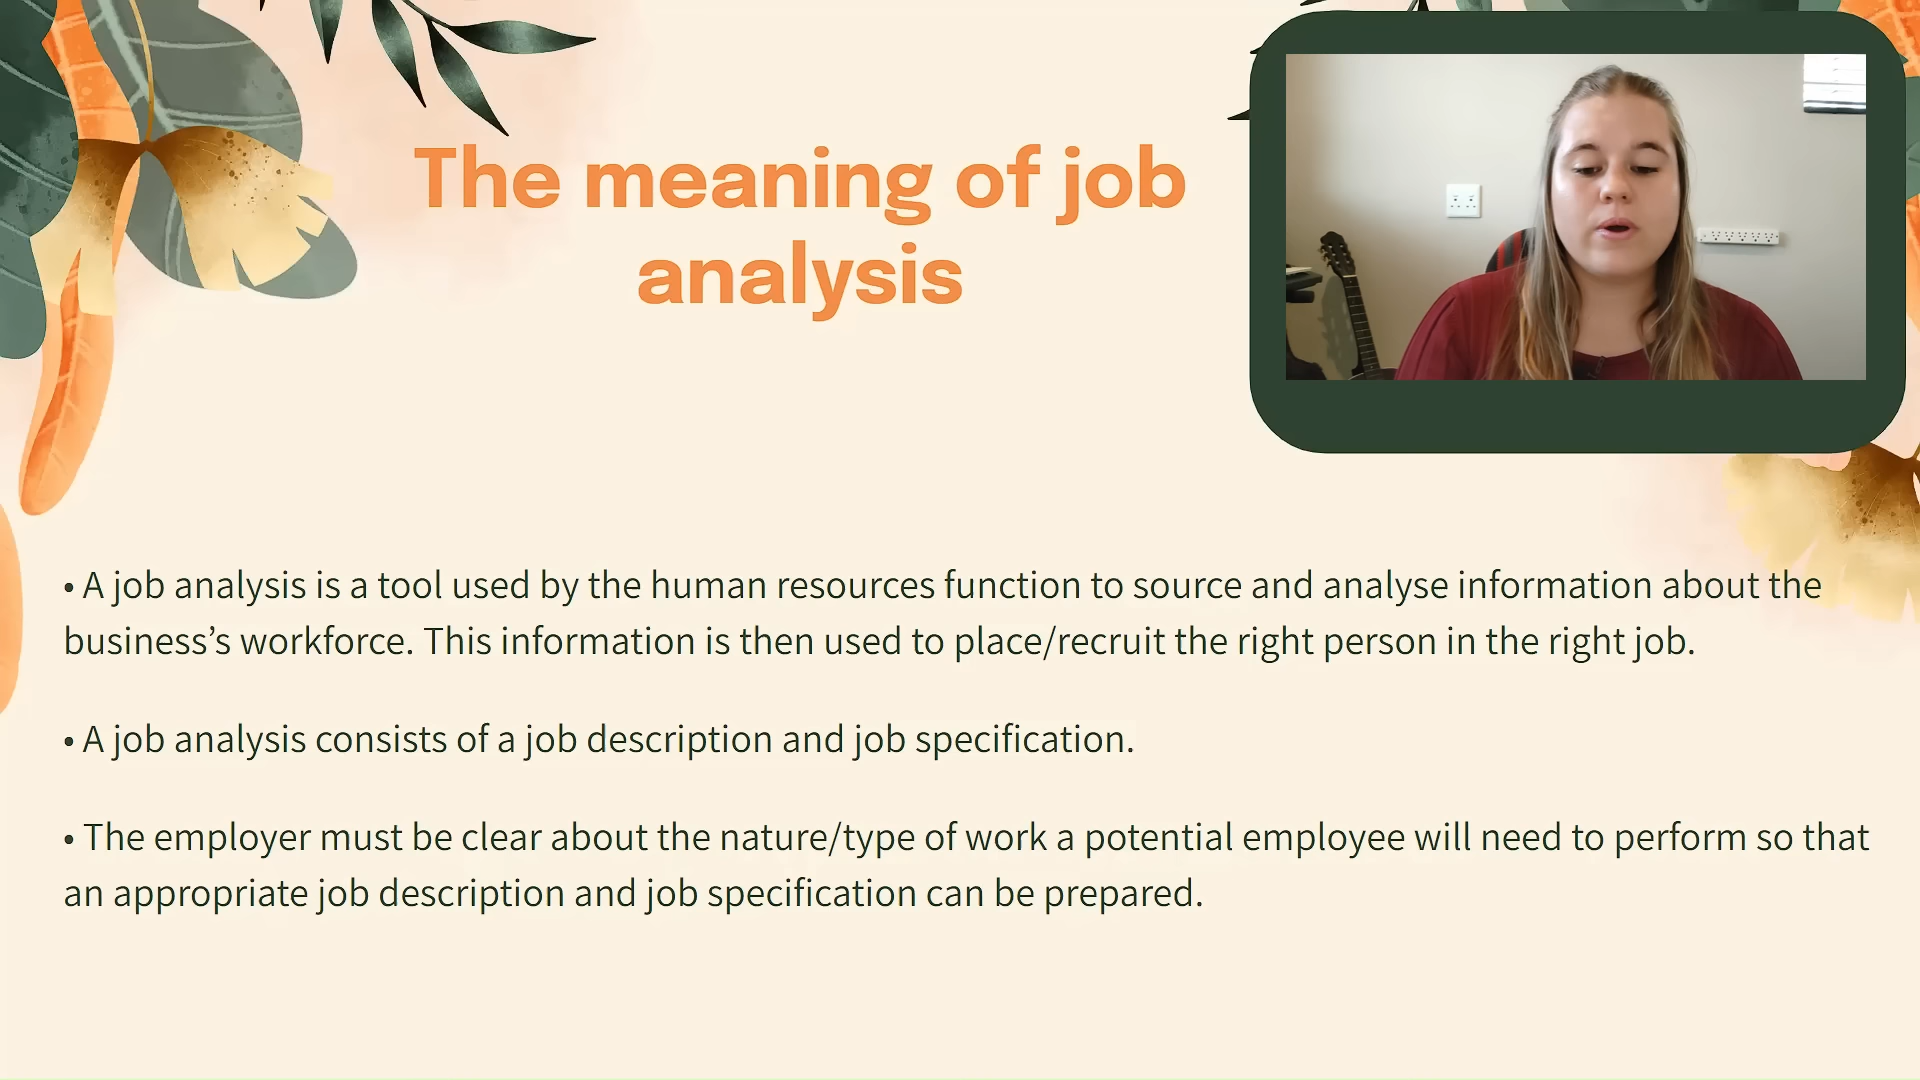 The meaning of job
analysis
• A job analysis is a tool used by the human resources function to source and analyse information about the
business’s workforce. This information is then used to place/recruit the right person in the right job.
• A job analysis consists of a job description and job specification.
• The employer must be clear about the nature/type of work a potential employee will need to perform so that
an appropriate job description and job specification can be prepared.